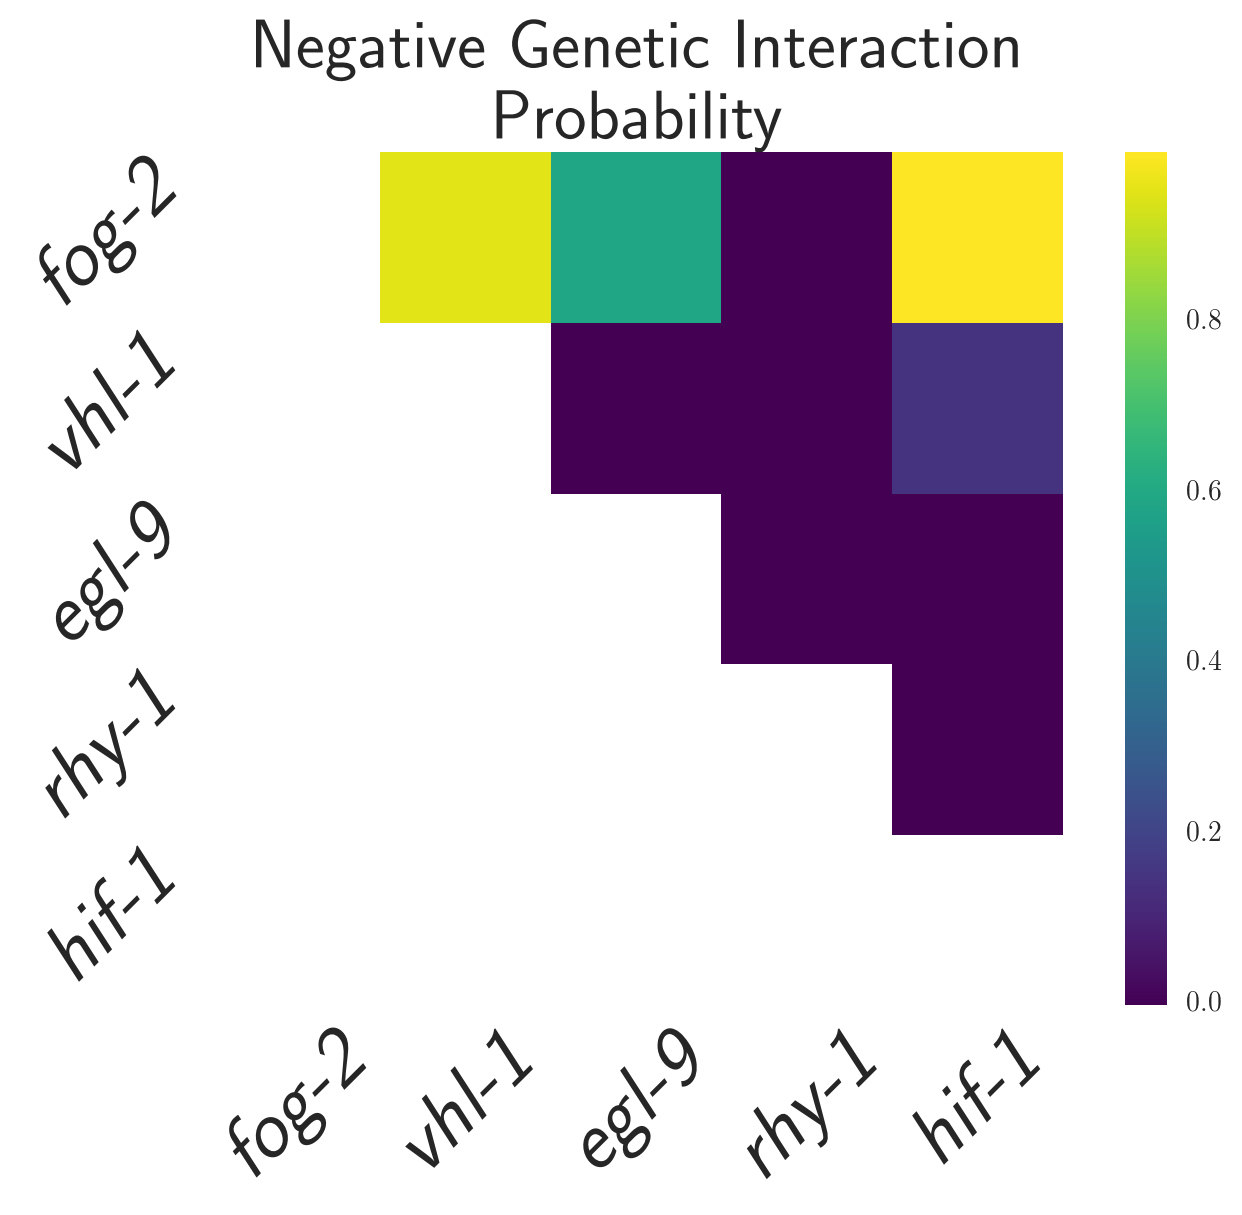 Negative Genetic Interaction
Probability
fog-2
vhl-1
egl-9
rhy-1
hif-1
0.8
0.6
0.4
0.2
0.0
fog-2
vhl-1
egl-9
rhy-1
hif-1